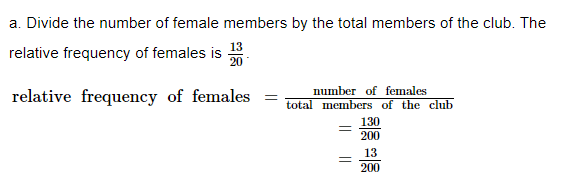 a. Divide the number of female members by the total members of the club. The
relative frequency of females is 13/20.
relative frequency of females = number of females/total members of the club
= 130/200
= 13/200